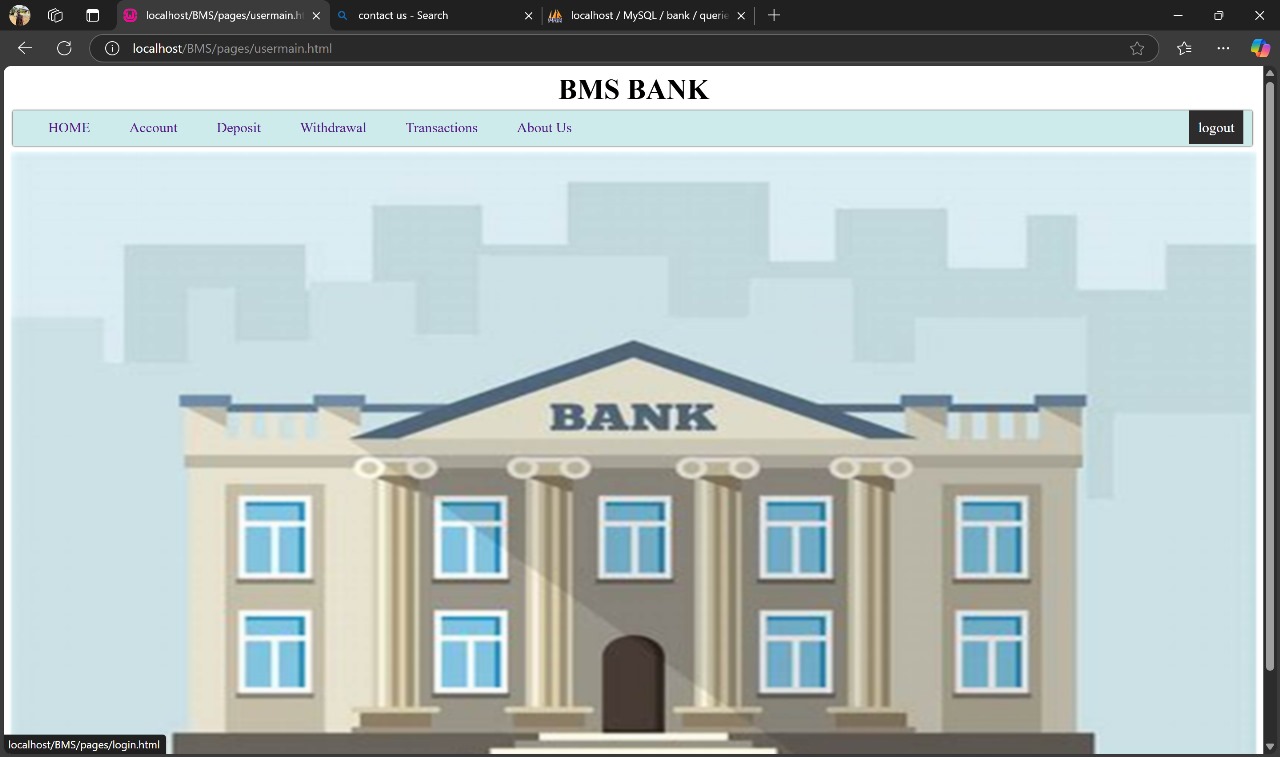 localhost/BMS/pages/usermain.ht
contact us - Search
localhost / MySQL / bank / querie
localhost/BMS/pages/usermain.html
BMS BANK
HOME Account Deposit Withdrawal Transactions About Us logout
BANK
localhost/BMS/pages/login.html